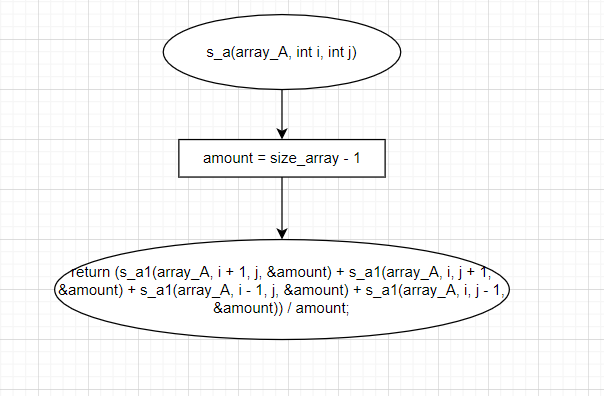 s_a(array_A, int i, int j)
amount = size_array - 1
return (s_a1(array_A, i + 1, j, &amount) + s_a1(array_A, i, j + 1,
&amount) + s_a1(array_A, i - 1, j, &amount) + s_a1(array_A, i, j - 1,
&amount)) / amount;